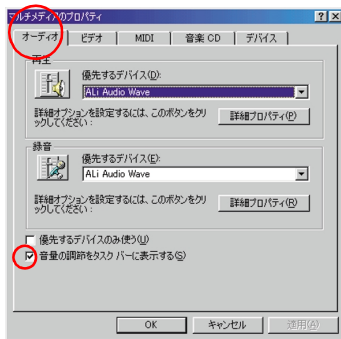 マルチメディアのプロパティ
オーディオ ビデオ MIDI 音楽 CD デバイス
再生
優先するデバイス(D):
ALi Audio Wave
詳細オプションを設定するには、このボタンをクリ
ックしてください:
詳細プロパティ(P)
録音
優先するデバイス(E):
ALi Audio Wave
詳細オプションを設定するには、このボタンをクリ
ックしてください:
詳細プロパティ(R)
優先するデバイスのみ使う(U)
音量の調節をタスク バーに表示する(S)
OK キャンセル 適用(A)